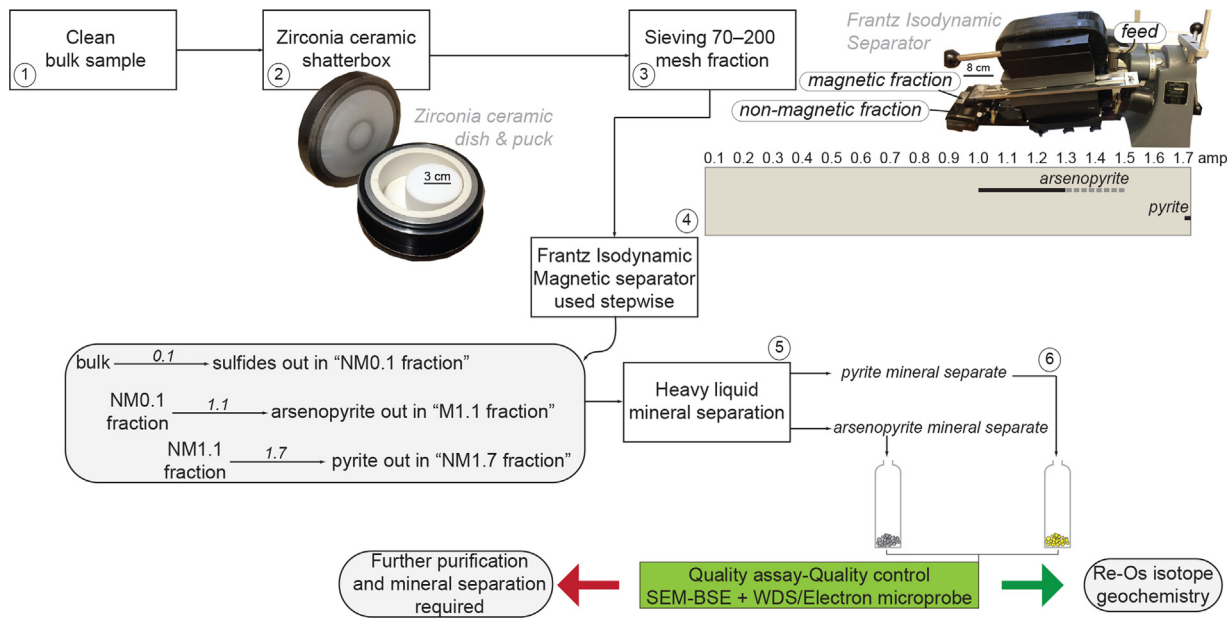 Clean
bulk sample
1
Zirconia ceramic
shatterbox
2
Sieving 70–200
mesh fraction
3
Zirconia ceramic
dish & puck
3 cm
Frantz Isodynamic
Separator
feed
8 cm
magnetic fraction
non-magnetic fraction
0.1 0.2 0.3 0.4 0.5 0.6 0.7 0.8 0.9 1.0 1.1 1.2 1.3 1.4 1.5 1.6 1.7 amp
arsenopyrite
pyrite
4
Frantz Isodynamic
Magnetic separator
used stepwise
bulk 0.1 sulfides out in “NM0.1 fraction”
NM0.1
fraction
1.1 arsenopyrite out in “M1.1 fraction”
NM1.1
fraction
1.7 pyrite out in “NM1.7 fraction”
5
Heavy liquid
mineral separation
6
pyrite mineral separate
arsenopyrite mineral separate
Further purification
and mineral separation
required
Quality assay-Quality control
SEM-BSE + WDS/Electron microprobe
Re-Os isotope
geochemistry